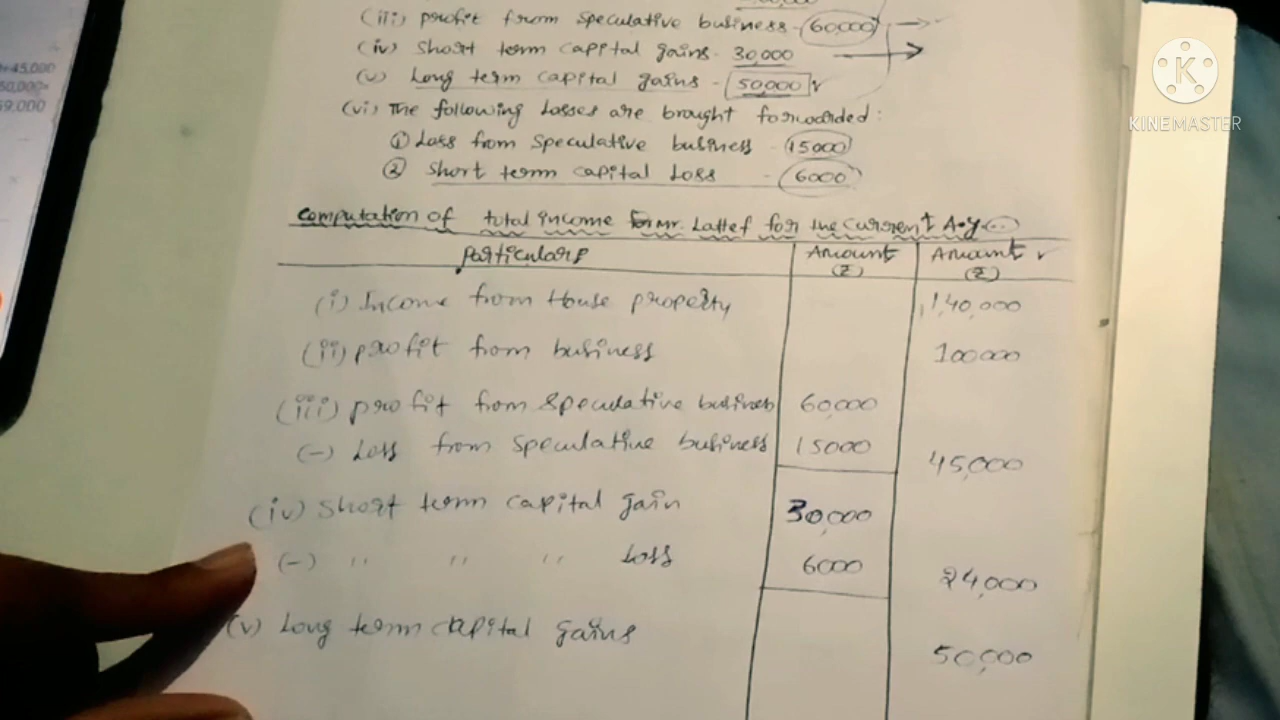 (iii) profit from speculative business - 60,000
(iv) short term capital gains - 30,000
(v) Long term capital gains - 50,000
(vi) The following losses are brought forwarded :
① Loss from speculative business - 15000
② Short term capital Loss - 6000
K
KINEMASTER
+45,000
9,000
Computation of total income for Mr. Lattef for the current A.y...
Particulars Amount (₹) Amount (₹)
(i) Income from House property 1,40,000
(ii) profit from business 100000
(iii) profit from speculative business 60,000
(-) Loss from speculative business 15000 45,000
(iv) Short term capital gain 30,000
(-) " " " Loss 6000 24,000
(v) Long term capital gains 50,000